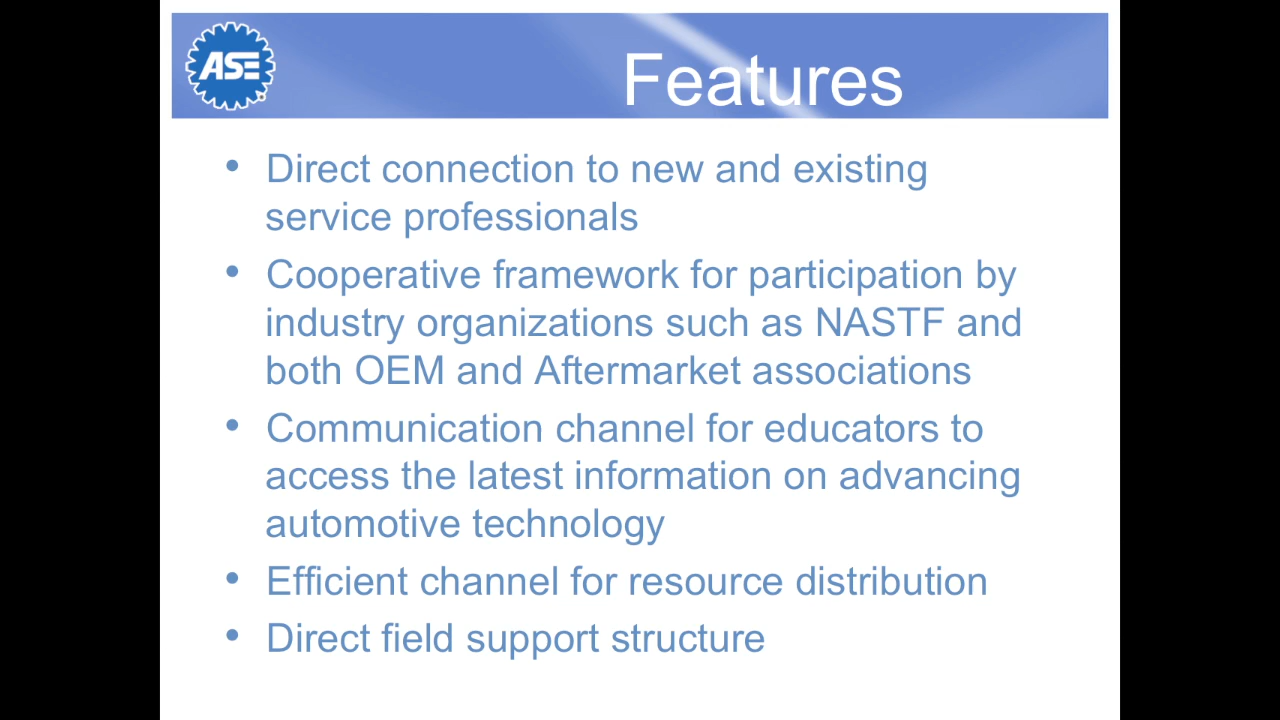 ASE
Features
• Direct connection to new and existing
service professionals
• Cooperative framework for participation by
industry organizations such as NASTF and
both OEM and Aftermarket associations
• Communication channel for educators to
access the latest information on advancing
automotive technology
• Efficient channel for resource distribution
• Direct field support structure